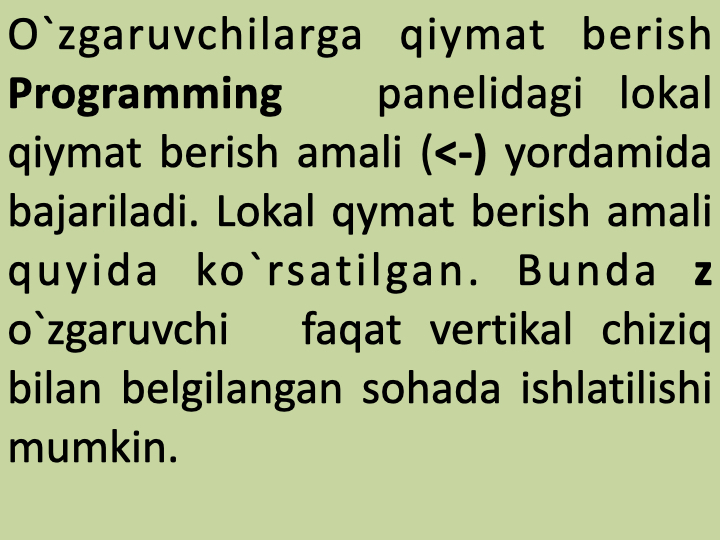 O`zgaruvchilarga qiymat berish
Programming panelidagi lokal
qiymat berish amali (<-) yordamida
bajariladi. Lokal qymat berish amali
quyida ko`rsatilgan. Bunda z
o`zgaruvchi faqat vertikal chiziq
bilan belgilangan sohada ishlatilishi
mumkin.